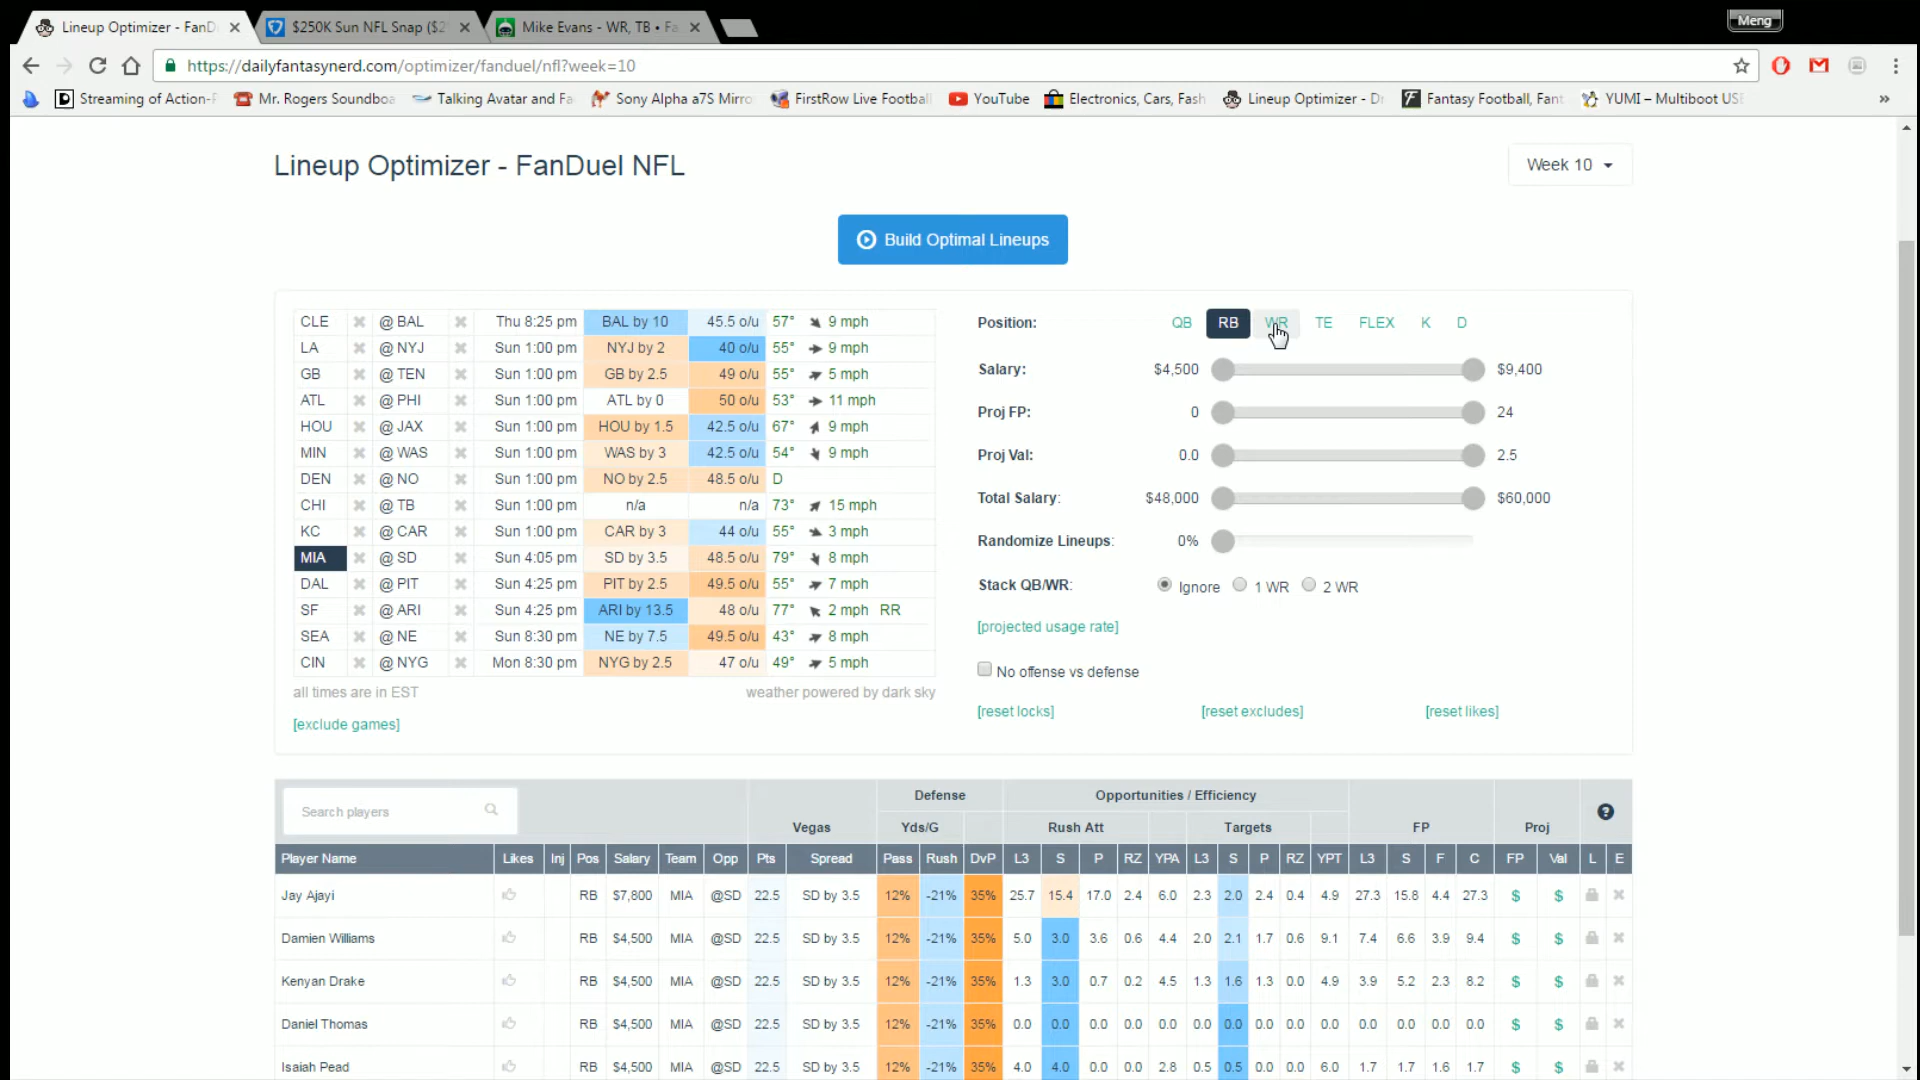 Lineup Optimizer - FanD
$250K Sun NFL Snap ($2
Mike Evans - WR, TB • Fa
Meng
https://dailyfantasynerd.com/optimizer/fanduel/nfl?week=10
Streaming of Action-F
Mr. Rogers Soundboa
Talking Avatar and Fa
Sony Alpha a7S Mirro
FirstRow Live Football
YouTube
Electronics, Cars, Fash
Lineup Optimizer - Dr
Fantasy Football, Fant
YUMI – Multiboot USB
Lineup Optimizer - FanDuel NFL
Week 10
Build Optimal Lineups
CLE @ BAL Thu 8:25 pm BAL by 10 45.5 o/u 57° 9 mph
LA @ NYJ Sun 1:00 pm NYJ by 2 40 o/u 55° 9 mph
GB @ TEN Sun 1:00 pm GB by 2.5 49 o/u 55° 5 mph
ATL @ PHI Sun 1:00 pm ATL by 0 50 o/u 53° 11 mph
HOU @ JAX Sun 1:00 pm HOU by 1.5 42.5 o/u 67° 9 mph
MIN @ WAS Sun 1:00 pm WAS by 3 42.5 o/u 54° 9 mph
DEN @ NO Sun 1:00 pm NO by 2.5 48.5 o/u D
CHI @ TB Sun 1:00 pm n/a n/a 73° 15 mph
KC @ CAR Sun 1:00 pm CAR by 3 44 o/u 55° 3 mph
MIA @ SD Sun 4:05 pm SD by 3.5 48.5 o/u 79° 8 mph
DAL @ PIT Sun 4:25 pm PIT by 2.5 49.5 o/u 55° 7 mph
SF @ ARI Sun 4:25 pm ARI by 13.5 48 o/u 77° 2 mph RR
SEA @ NE Sun 8:30 pm NE by 7.5 49.5 o/u 43° 8 mph
CIN @ NYG Mon 8:30 pm NYG by 2.5 47 o/u 49° 5 mph
all times are in EST
weather powered by dark sky
[exclude games]
Position: QB RB WR TE FLEX K D
Salary: $4,500 $9,400
Proj FP: 0 24
Proj Val: 0.0 2.5
Total Salary: $48,000 $60,000
Randomize Lineups: 0%
Stack QB/WR: Ignore 1 WR 2 WR
[projected usage rate]
No offense vs defense
[reset locks] [reset excludes] [reset likes]
Search players
Defense Opportunities / Efficiency
Vegas Yds/G Rush Att Targets FP Proj
Player Name Likes Inj Pos Salary Team Opp Pts Spread Pass Rush DvP L3 S P RZ YPA L3 S P RZ YPT L3 S F C FP Val L E
Jay Ajayi RB $7,800 MIA @SD 22.5 SD by 3.5 12% -21% 35% 25.7 15.4 17.0 2.4 6.0 2.3 2.0 2.4 0.4 4.9 27.3 15.8 4.4 27.3 $ $
Damien Williams RB $4,500 MIA @SD 22.5 SD by 3.5 12% -21% 35% 5.0 3.0 3.6 0.6 4.4 2.0 2.1 1.7 0.6 9.1 7.4 6.6 3.9 9.4 $ $
Kenyan Drake RB $4,500 MIA @SD 22.5 SD by 3.5 12% -21% 35% 1.3 3.0 0.7 0.2 4.5 1.3 1.6 1.3 0.0 4.9 3.9 5.2 2.3 8.2 $ $
Daniel Thomas RB $4,500 MIA @SD 22.5 SD by 3.5 12% -21% 35% 0.0 0.0 0.0 0.0 0.0 0.0 0.0 0.0 0.0 0.0 0.0 0.0 0.0 0.0 $ $
Isaiah Pead RB $4,500 MIA @SD 22.5 SD by 3.5 12% -21% 35% 4.0 4.0 0.0 0.0 2.8 0.5 0.5 0.0 0.0 6.0 1.7 1.7 1.6 1.7 $ $